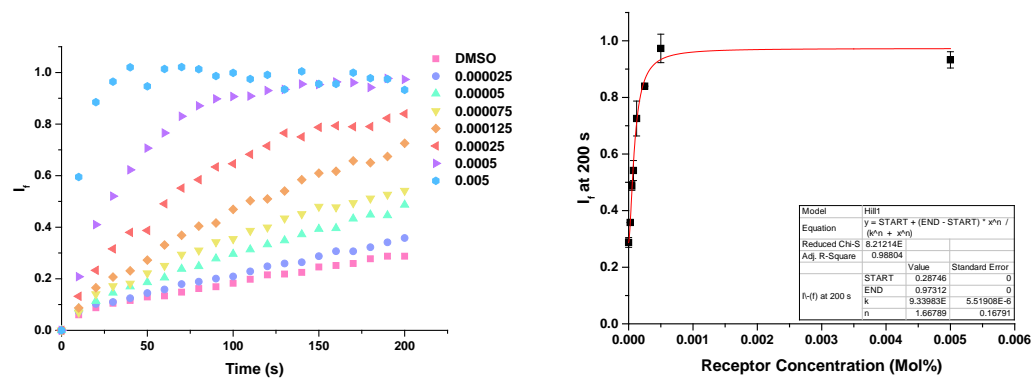 I_f
1.0
0.8
0.6
0.4
0.2
0.0
0
50
100
150
200
250
Time (s)
DMSO
0.000025
0.00005
0.000075
0.000125
0.00025
0.0005
0.005
I_f at 200 s
1.0
0.8
0.6
0.4
0.2
0.0
0.000
0.001
0.002
0.003
0.004
0.005
0.006
Receptor Concentration (Mol%)
Model Hill1
Equation y = START + (END - START) * x^n / (k^n + x^n)
Reduced Chi-S 8.21214E
Adj. R-Square 0.98804
Value Standard Error
I\-(f) at 200 s
START 0.28746 0
END 0.97312 0
k 9.33983E 5.51908E-6
n 1.66789 0.16791